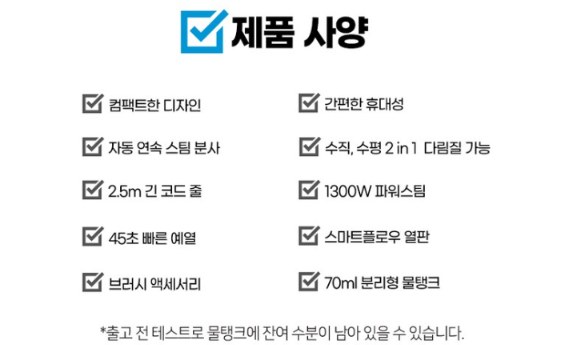 제품 사양
컴팩트한 디자인
간편한 휴대성
자동 연속 스팀 분사
수직, 수평 2 in 1 다림질 가능
2.5m 긴 코드 줄
1300W 파워스팀
45초 빠른 예열
스마트플로우 열판
브러시 액세서리
70ml 분리형 물탱크
*출고 전 테스트로 물탱크에 잔여 수분이 남아 있을 수 있습니다.